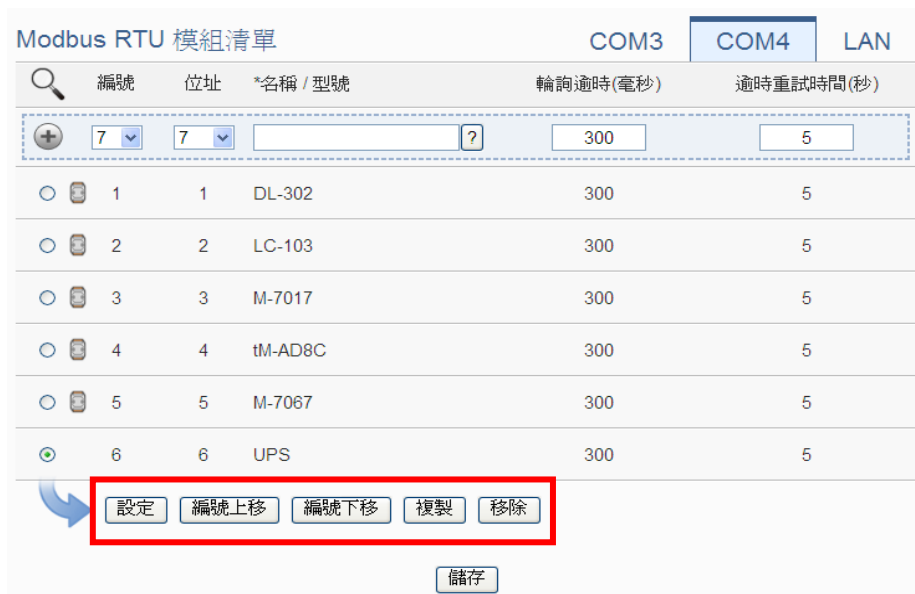 Modbus RTU 模組清單 COM3 COM4 LAN
編號 位址 *名稱 / 型號 輪詢逾時(毫秒) 逾時重試時間(秒)
7 7 ? 300 5
1 1 DL-302 300 5
2 2 LC-103 300 5
3 3 M-7017 300 5
4 4 tM-AD8C 300 5
5 5 M-7067 300 5
6 6 UPS 300 5
設定 編號上移 編號下移 複製 移除
儲存